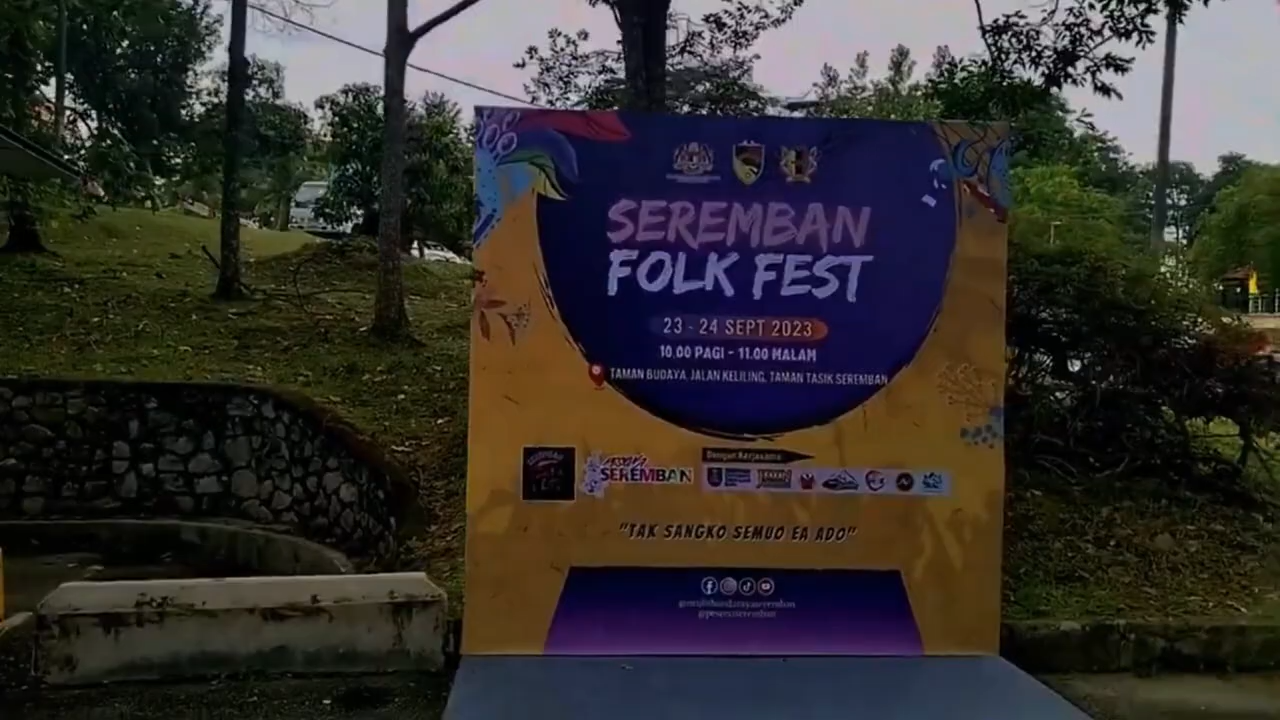 SEREMBAN
FOLK FEST
23 - 24 SEPT 2023
10.00 PAGI - 11.00 MALAM
TAMAN BUDAYA, JALAN KELILING, TAMAN TASIK SEREMBAN
SEREMBAN
Dengan Kerjasama
"TAK SANGKO SEMUO EA ADO"